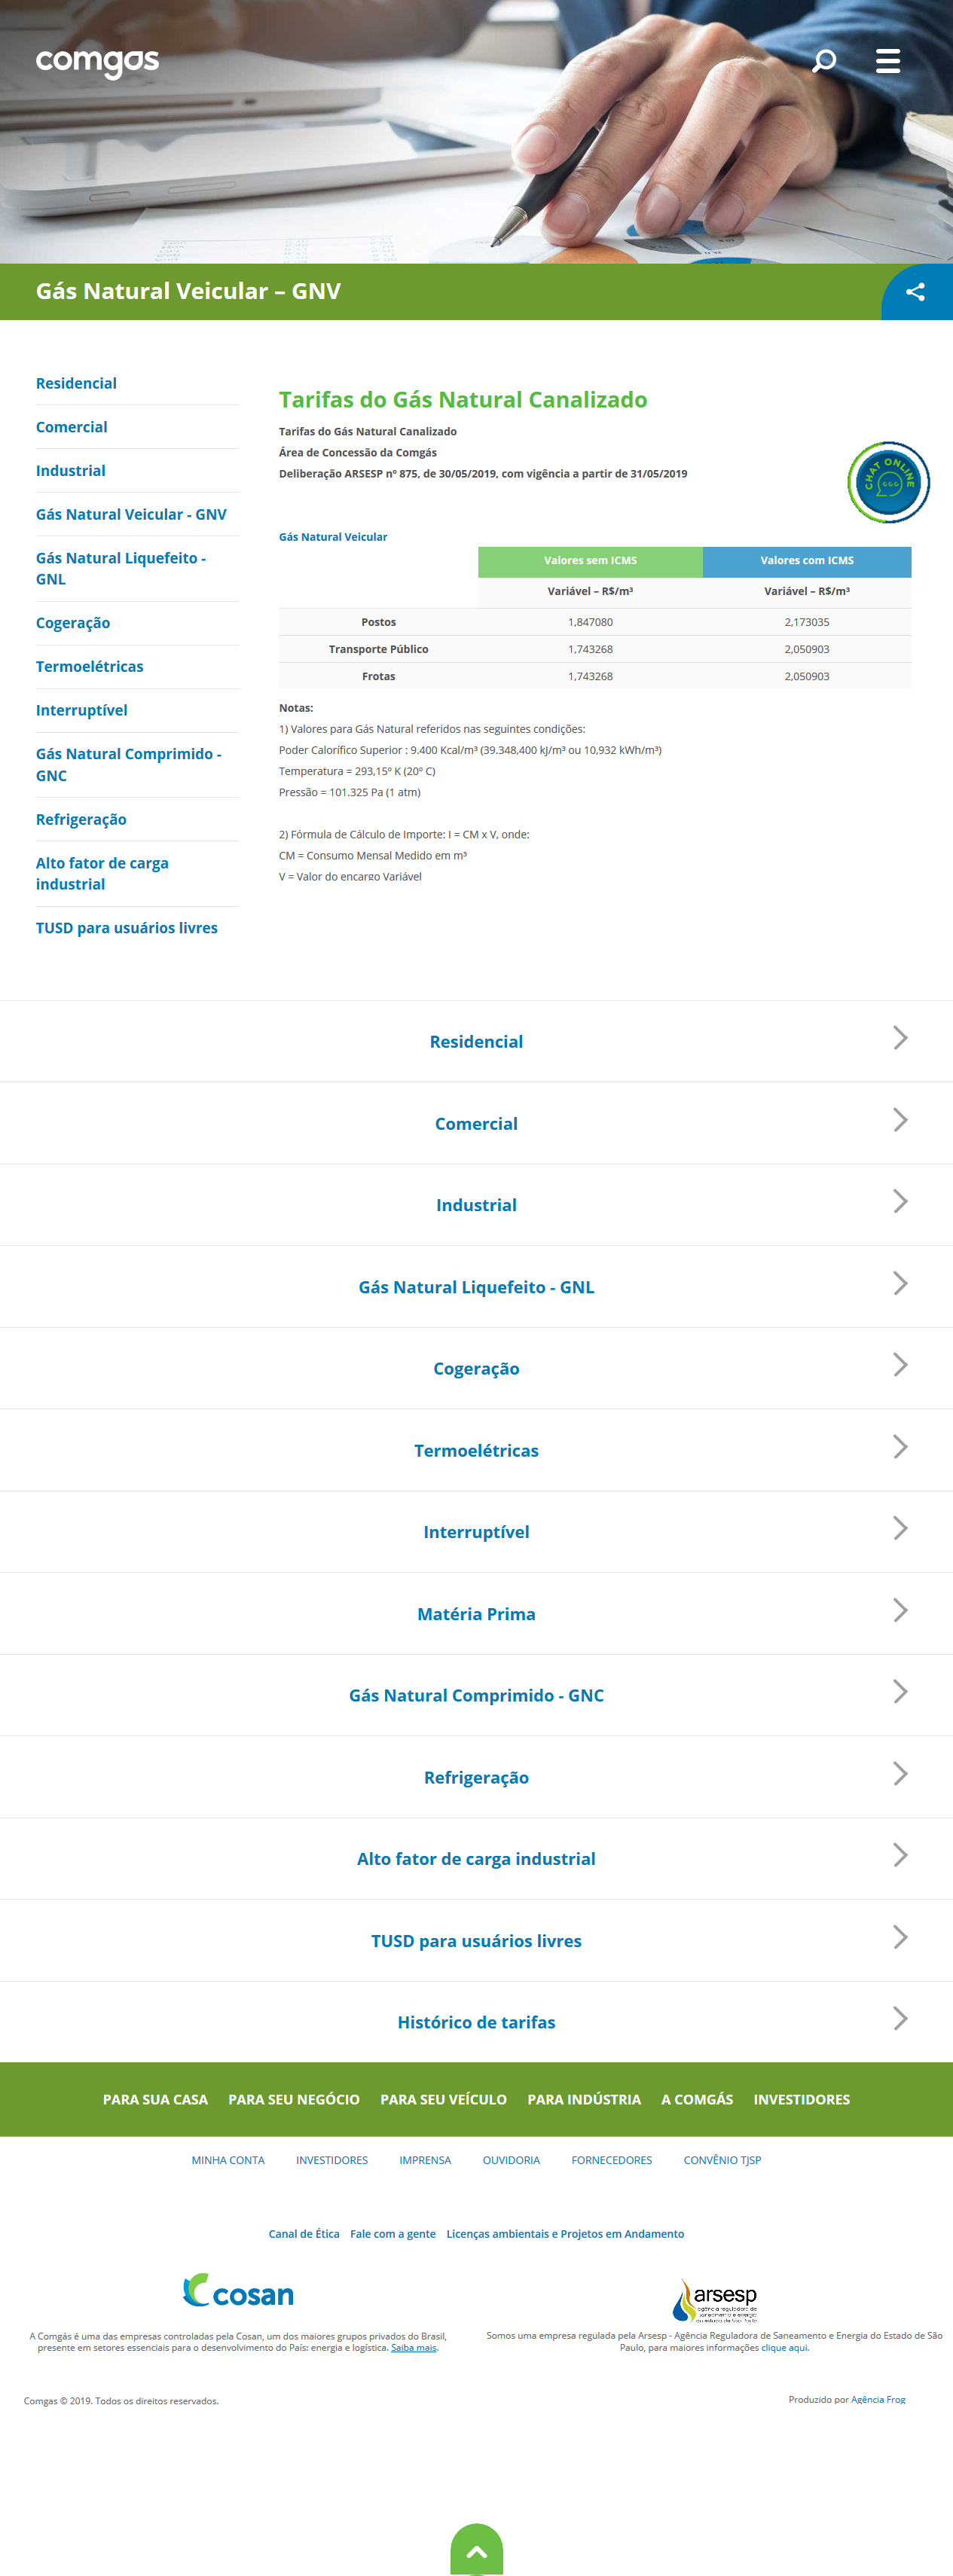 comgas
Gás Natural Veicular – GNV
Residencial
Comercial
Industrial
Gás Natural Veicular - GNV
Gás Natural Liquefeito -
GNL
Cogeração
Termoelétricas
Interruptível
Gás Natural Comprimido -
GNC
Refrigeração
Alto fator de carga
industrial
TUSD para usuários livres
Tarifas do Gás Natural Canalizado
Tarifas do Gás Natural Canalizado
Área de Concessão da Comgás
Deliberação ARSESP nº 875, de 30/05/2019, com vigência a partir de 31/05/2019
CHAT ONLINE
Gás Natural Veicular
Valores sem ICMS Valores com ICMS
Variável – R$/m³ Variável – R$/m³
Postos 1,847080 2,173035
Transporte Público 1,743268 2,050903
Frotas 1,743268 2,050903
Notas:
1) Valores para Gás Natural referidos nas seguintes condições:
Poder Calorífico Superior : 9.400 Kcal/m³ (39.348,400 kJ/m³ ou 10,932 kWh/m³)
Temperatura = 293,15º K (20º C)
Pressão = 101.325 Pa (1 atm)
2) Fórmula de Cálculo de Importe: I = CM x V, onde:
CM = Consumo Mensal Medido em m³
V = Valor do encargo Variável
Residencial
Comercial
Industrial
Gás Natural Liquefeito - GNL
Cogeração
Termoelétricas
Interruptível
Matéria Prima
Gás Natural Comprimido - GNC
Refrigeração
Alto fator de carga industrial
TUSD para usuários livres
Histórico de tarifas
PARA SUA CASA PARA SEU NEGÓCIO PARA SEU VEÍCULO PARA INDÚSTRIA A COMGÁS INVESTIDORES
MINHA CONTA INVESTIDORES IMPRENSA OUVIDORIA FORNECEDORES CONVÊNIO TJSP
Canal de Ética Fale com a gente Licenças ambientais e Projetos em Andamento
cosan
A Comgás é uma das empresas controladas pela Cosan, um dos maiores grupos privados do Brasil,
presente em setores essenciais para o desenvolvimento do País: energia e logística. Saiba mais.
arsesp
agência reguladora de
saneamento e energia
do estado de São Paulo
Somos uma empresa regulada pela Arsesp - Agência Reguladora de Saneamento e Energia do Estado de São
Paulo, para maiores informações clique aqui.
Comgas © 2019. Todos os direitos reservados.
Produzido por Agência Frog